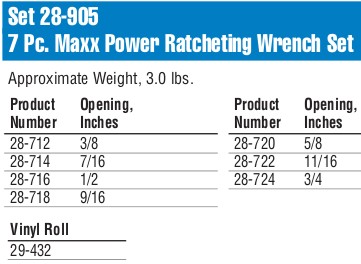 Set 28-905
7 Pc. Maxx Power Ratcheting Wrench Set
Approximate Weight, 3.0 lbs.
Product Number Opening, Inches
28-712 3/8
28-714 7/16
28-716 1/2
28-718 9/16
Product Number Opening, Inches
28-720 5/8
28-722 11/16
28-724 3/4
Vinyl Roll
29-432